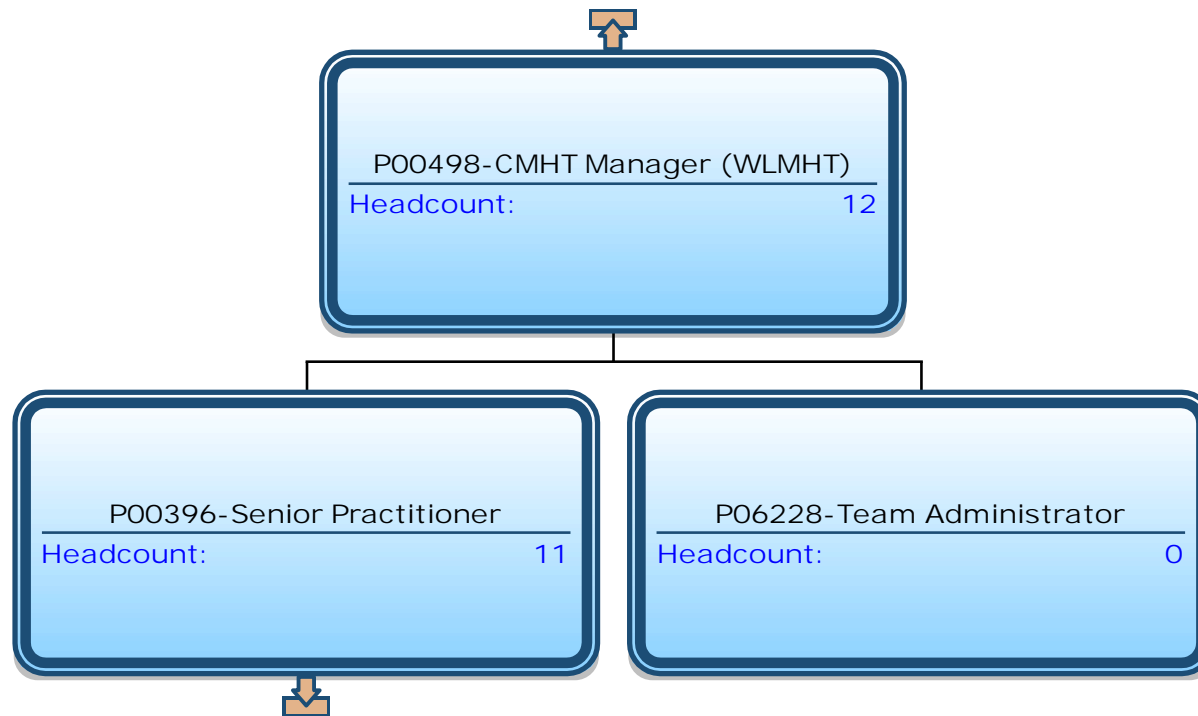 P00498-CMHT Manager (WLMHT)
Headcount: 12
P00396-Senior Practitioner
Headcount: 11
P06228-Team Administrator
Headcount: 0